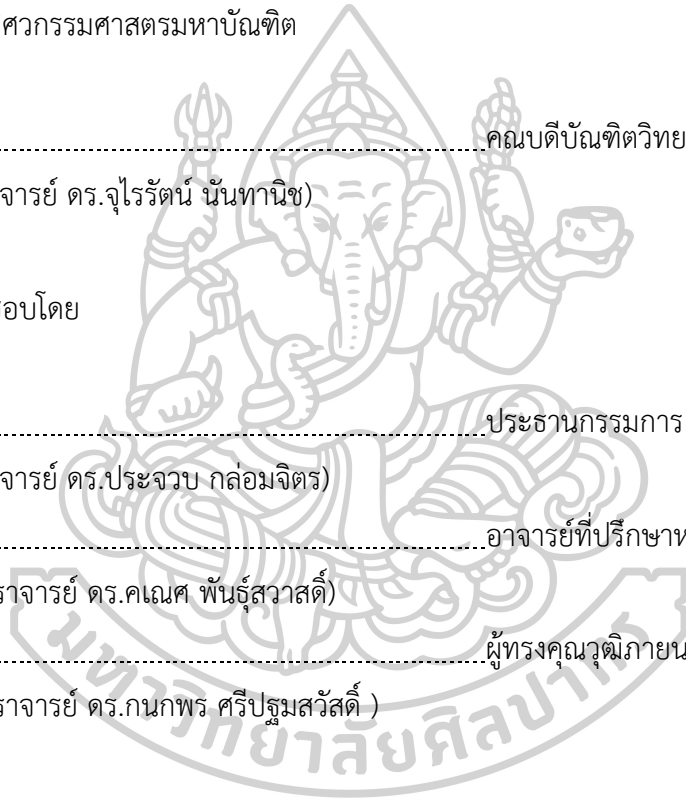 ศวกรรมศาสตรมหาบัณฑิต
คณบดีบัณฑิตวิทย
จารย์ ดร.จุไรรัตน์ นันทานิช)
อบโดย
ประธานกรรมการ
จารย์ ดร.ประจวบ กล่อมจิตร)
อาจารย์ที่ปรึกษาห
ราจารย์ ดร.คเณศ พันธุ์สวาสดิ์)
ผู้ทรงคุณวุฒิภายน
ราจารย์ ดร.กนกพร ศรีปฐมสวัสดิ์ )
มหาวิทยาลัยศิลปากร